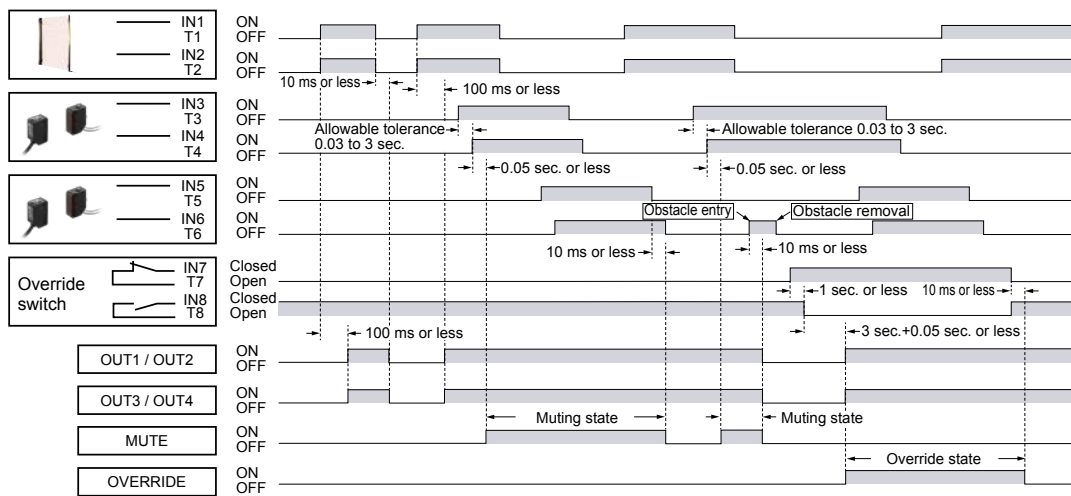 IN1 ON
T1 OFF
IN2 ON
T2 OFF
10 ms or less
100 ms or less
IN3 ON
T3 OFF
IN4 ON
T4 OFF
Allowable tolerance
0.03 to 3 sec.
Allowable tolerance 0.03 to 3 sec.
0.05 sec. or less
0.05 sec. or less
IN5 ON
T5 OFF
IN6 ON
T6 OFF
Obstacle entry
Obstacle removal
10 ms or less
10 ms or less
Override
switch
IN7 Closed
T7 Open
IN8 Closed
T8 Open
1 sec. or less
10 ms or less
100 ms or less
3 sec.+0.05 sec. or less
OUT1 / OUT2 ON
OFF
OUT3 / OUT4 ON
OFF
Muting state
Muting state
MUTE ON
OFF
Override state
OVERRIDE ON
OFF